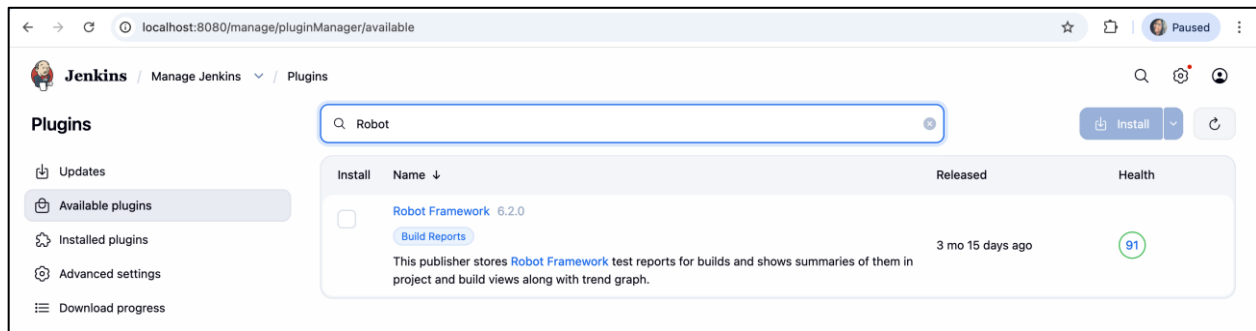 localhost:8080/manage/pluginManager/available
Paused
Jenkins / Manage Jenkins / Plugins
Plugins
Robot
Install
Updates
Available plugins
Installed plugins
Advanced settings
Download progress
Install Name ↓ Released Health
Robot Framework 6.2.0
Build Reports
This publisher stores Robot Framework test reports for builds and shows summaries of them in
project and build views along with trend graph.
3 mo 15 days ago
91